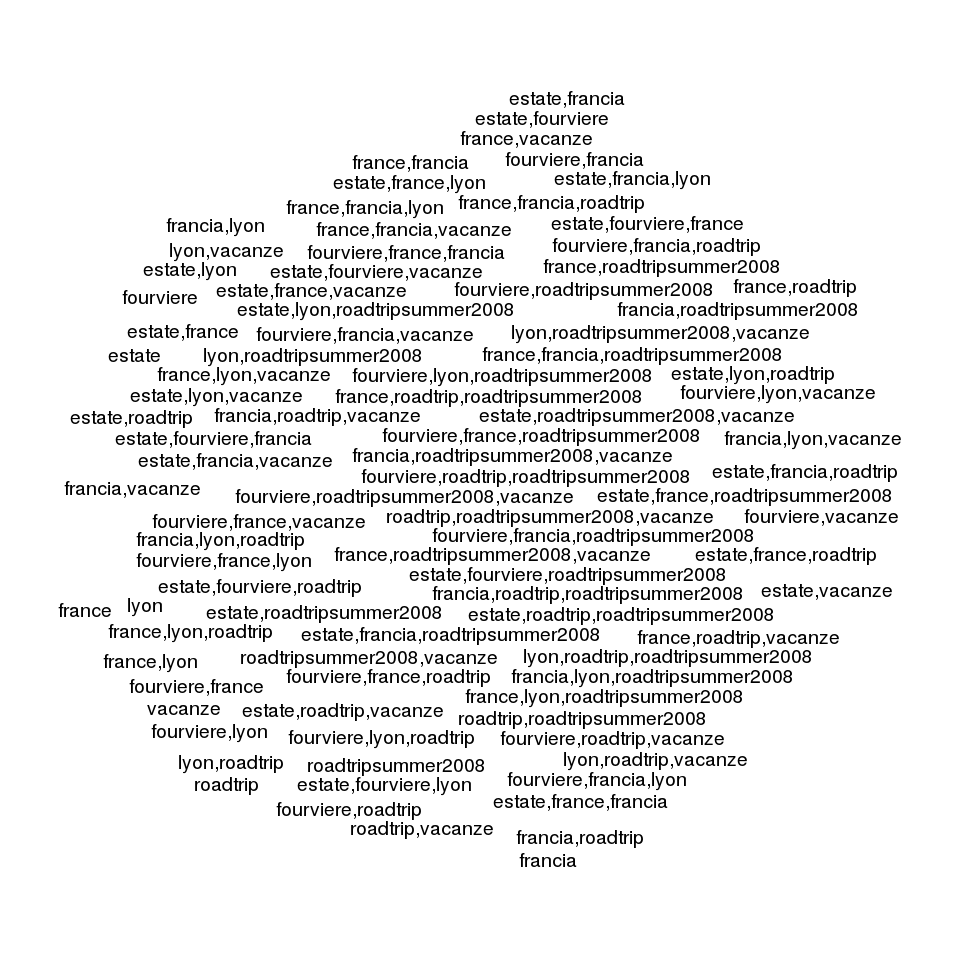 estate,francia
estate,fourviere
france,vacanze
france,francia
fourviere,francia
estate,france,lyon
estate,francia,lyon
france,francia,lyon
france,francia,roadtrip
francia,lyon
france,francia,vacanze
estate,fourviere,france
lyon,vacanze
fourviere,france,francia
fourviere,francia,roadtrip
estate,lyon
estate,fourviere,vacanze
france,roadtripsummer2008
fourviere
estate,france,vacanze
fourviere,roadtripsummer2008
france,roadtrip
estate,lyon,roadtripsummer2008
francia,roadtripsummer2008
estate,france
fourviere,francia,vacanze
lyon,roadtripsummer2008,vacanze
estate
lyon,roadtripsummer2008
france,francia,roadtripsummer2008
france,lyon,vacanze
fourviere,lyon,roadtripsummer2008
estate,lyon,roadtrip
estate,lyon,vacanze
france,roadtrip,roadtripsummer2008
fourviere,lyon,vacanze
estate,roadtrip
francia,roadtrip,vacanze
estate,roadtripsummer2008,vacanze
estate,fourviere,francia
fourviere,france,roadtripsummer2008
francia,lyon,vacanze
estate,francia,vacanze
francia,roadtripsummer2008,vacanze
fourviere,roadtrip,roadtripsummer2008
estate,francia,roadtrip
francia,vacanze
fourviere,roadtripsummer2008,vacanze
estate,france,roadtripsummer2008
fourviere,france,vacanze
roadtrip,roadtripsummer2008,vacanze
fourviere,vacanze
francia,lyon,roadtrip
fourviere,francia,roadtripsummer2008
fourviere,france,lyon
france,roadtripsummer2008,vacanze
estate,france,roadtrip
estate,fourviere,roadtripsummer2008
estate,fourviere,roadtrip
francia,roadtrip,roadtripsummer2008
estate,vacanze
france
lyon
estate,roadtripsummer2008
estate,roadtrip,roadtripsummer2008
france,lyon,roadtrip
estate,francia,roadtripsummer2008
france,roadtrip,vacanze
france,lyon
roadtripsummer2008,vacanze
lyon,roadtrip,roadtripsummer2008
fourviere,france,roadtrip
francia,lyon,roadtripsummer2008
fourviere,france
france,lyon,roadtripsummer2008
vacanze
estate,roadtrip,vacanze
roadtrip,roadtripsummer2008
fourviere,lyon
fourviere,lyon,roadtrip
fourviere,roadtrip,vacanze
lyon,roadtrip
roadtripsummer2008
lyon,roadtrip,vacanze
roadtrip
estate,fourviere,lyon
fourviere,francia,lyon
fourviere,roadtrip
estate,france,francia
roadtrip,vacanze
francia,roadtrip
francia